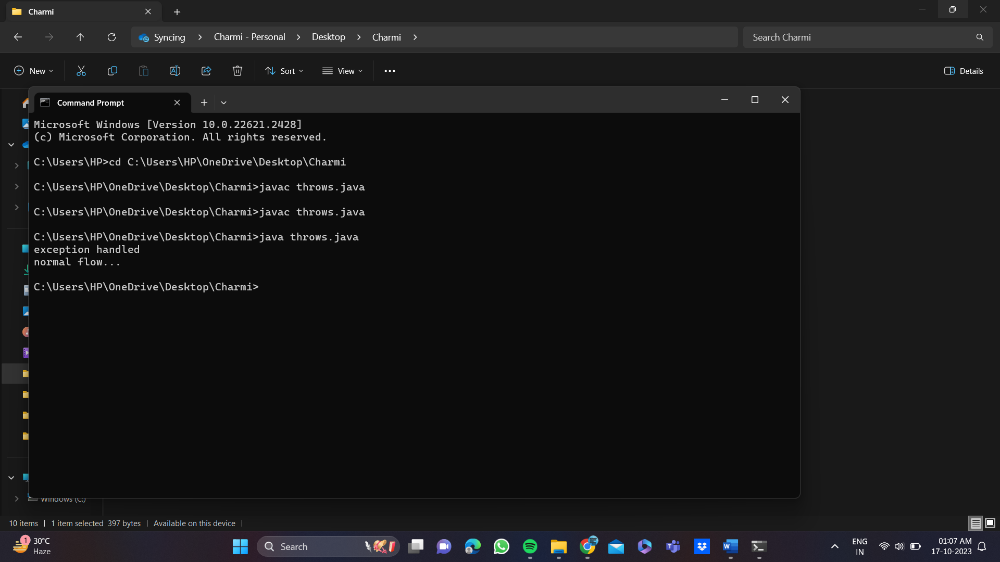 Charmi
Syncing > Charmi - Personal > Desktop > Charmi >
Search Charmi
New
Sort
View
Details
Command Prompt
Microsoft Windows [Version 10.0.22621.2428]
(c) Microsoft Corporation. All rights reserved.
C:\Users\HP>cd C:\Users\HP\OneDrive\Desktop\Charmi
C:\Users\HP\OneDrive\Desktop\Charmi>javac throws.java
C:\Users\HP\OneDrive\Desktop\Charmi>javac throws.java
C:\Users\HP\OneDrive\Desktop\Charmi>java throws.java
exception handled
normal flow...
C:\Users\HP\OneDrive\Desktop\Charmi>
Windows (C:)
10 items | 1 item selected 397 bytes | Available on this device |
1
30°C
Haze
Search
ENG
IN
01:07 AM
17-10-2023